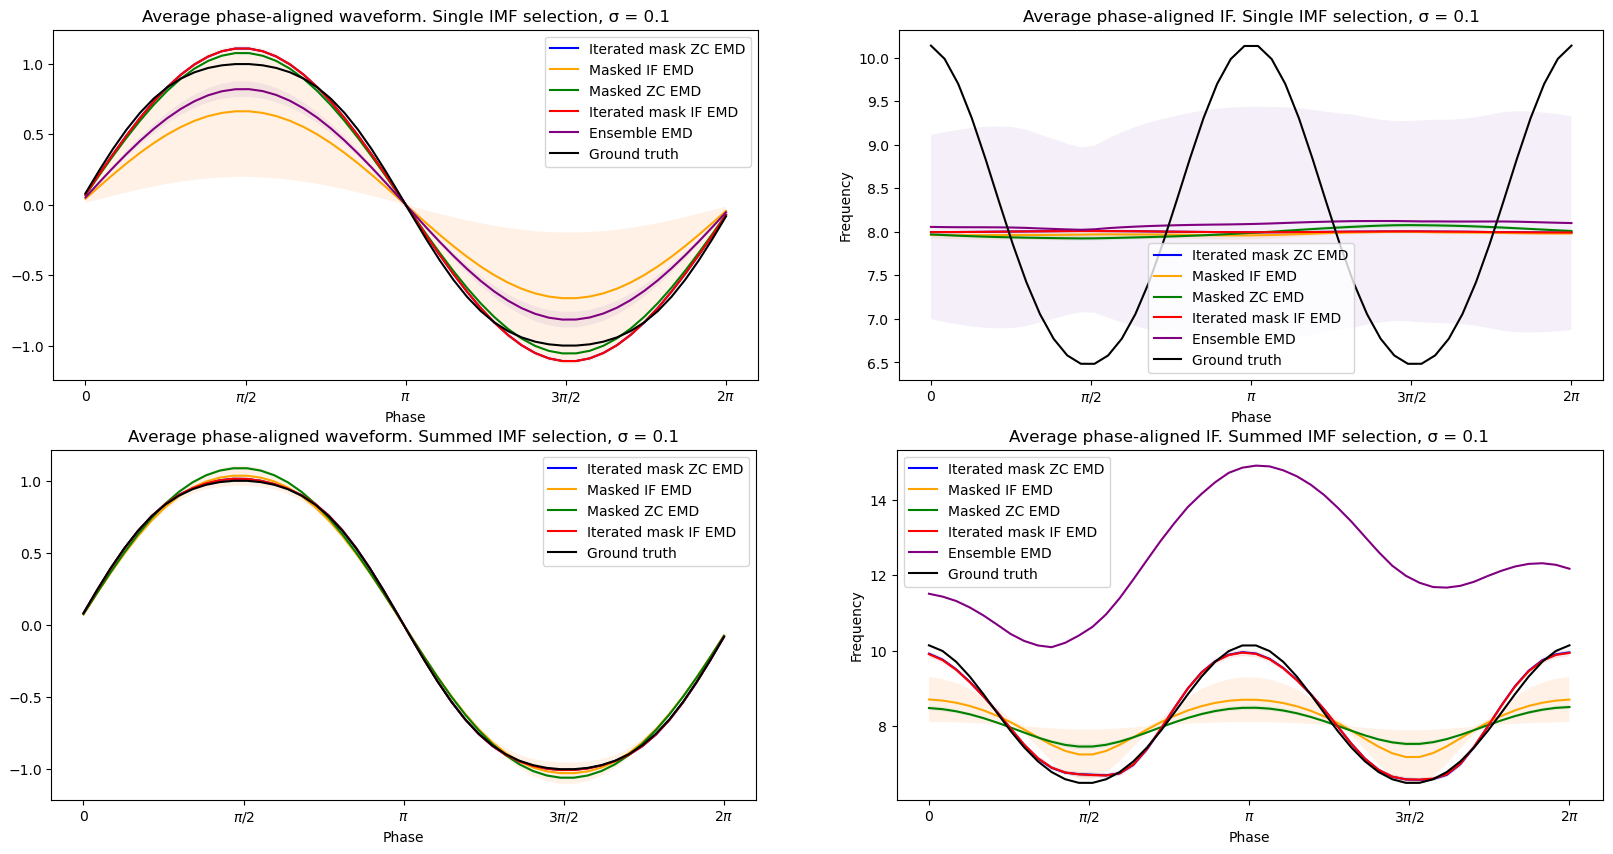 Average phase-aligned waveform. Single IMF selection, σ = 0.1
1.0
0.5
0.0
−0.5
−1.0
0
π/2
π
3π/2
2π
Phase
Iterated mask ZC EMD
Masked IF EMD
Masked ZC EMD
Iterated mask IF EMD
Ensemble EMD
Ground truth
Average phase-aligned IF. Single IMF selection, σ = 0.1
Frequency
10.0
9.5
9.0
8.5
8.0
7.5
7.0
6.5
0
π/2
π
3π/2
2π
Phase
Iterated mask ZC EMD
Masked IF EMD
Masked ZC EMD
Iterated mask IF EMD
Ensemble EMD
Ground truth
Average phase-aligned waveform. Summed IMF selection, σ = 0.1
1.0
0.5
0.0
−0.5
−1.0
0
π/2
π
3π/2
2π
Phase
Iterated mask ZC EMD
Masked IF EMD
Masked ZC EMD
Iterated mask IF EMD
Ground truth
Average phase-aligned IF. Summed IMF selection, σ = 0.1
Frequency
14
12
10
8
0
π/2
π
3π/2
2π
Phase
Iterated mask ZC EMD
Masked IF EMD
Masked ZC EMD
Iterated mask IF EMD
Ensemble EMD
Ground truth